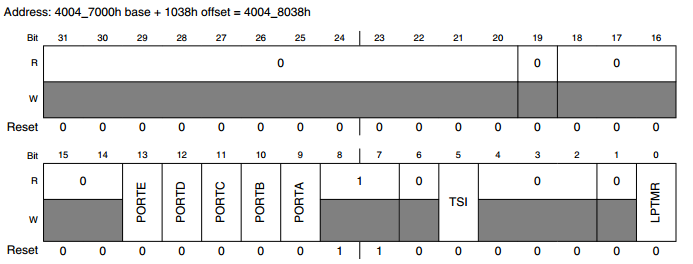 Address: 4004_7000h base + 1038h offset = 4004_8038h
Bit 31 30 29 28 27 26 25 24 23 22 21 20 19 18 17 16
R 0 0 0
W
Reset 0 0 0 0 0 0 0 0 0 0 0 0 0 0 0 0
Bit 15 14 13 12 11 10 9 8 7 6 5 4 3 2 1 0
R 0 PORTE PORTD PORTC PORTB PORTA 1 0 TSI 0 0 LPTMR
W
Reset 0 0 0 0 0 0 0 1 1 0 0 0 0 0 0 0